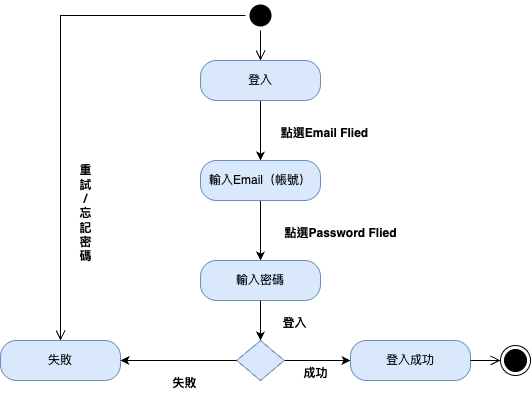 登入
點選Email Flied
輸入Email（帳號）
重試/忘記密碼
點選Password Flied
輸入密碼
登入
失敗
失敗
成功
登入成功